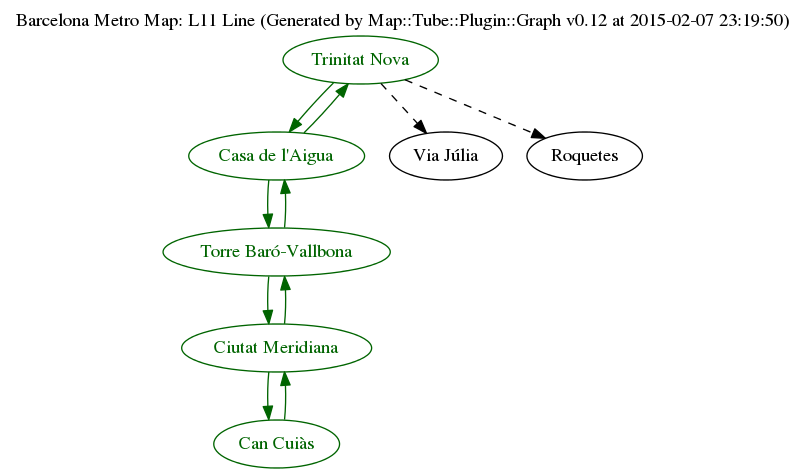 Barcelona Metro Map: L11 Line (Generated by Map::Tube::Plugin::Graph v0.12 at 2015-02-07 23:19:50)
Trinitat Nova
Casa de l'Aigua
Via Júlia
Roquetes
Torre Baró-Vallbona
Ciutat Meridiana
Can Cuiàs